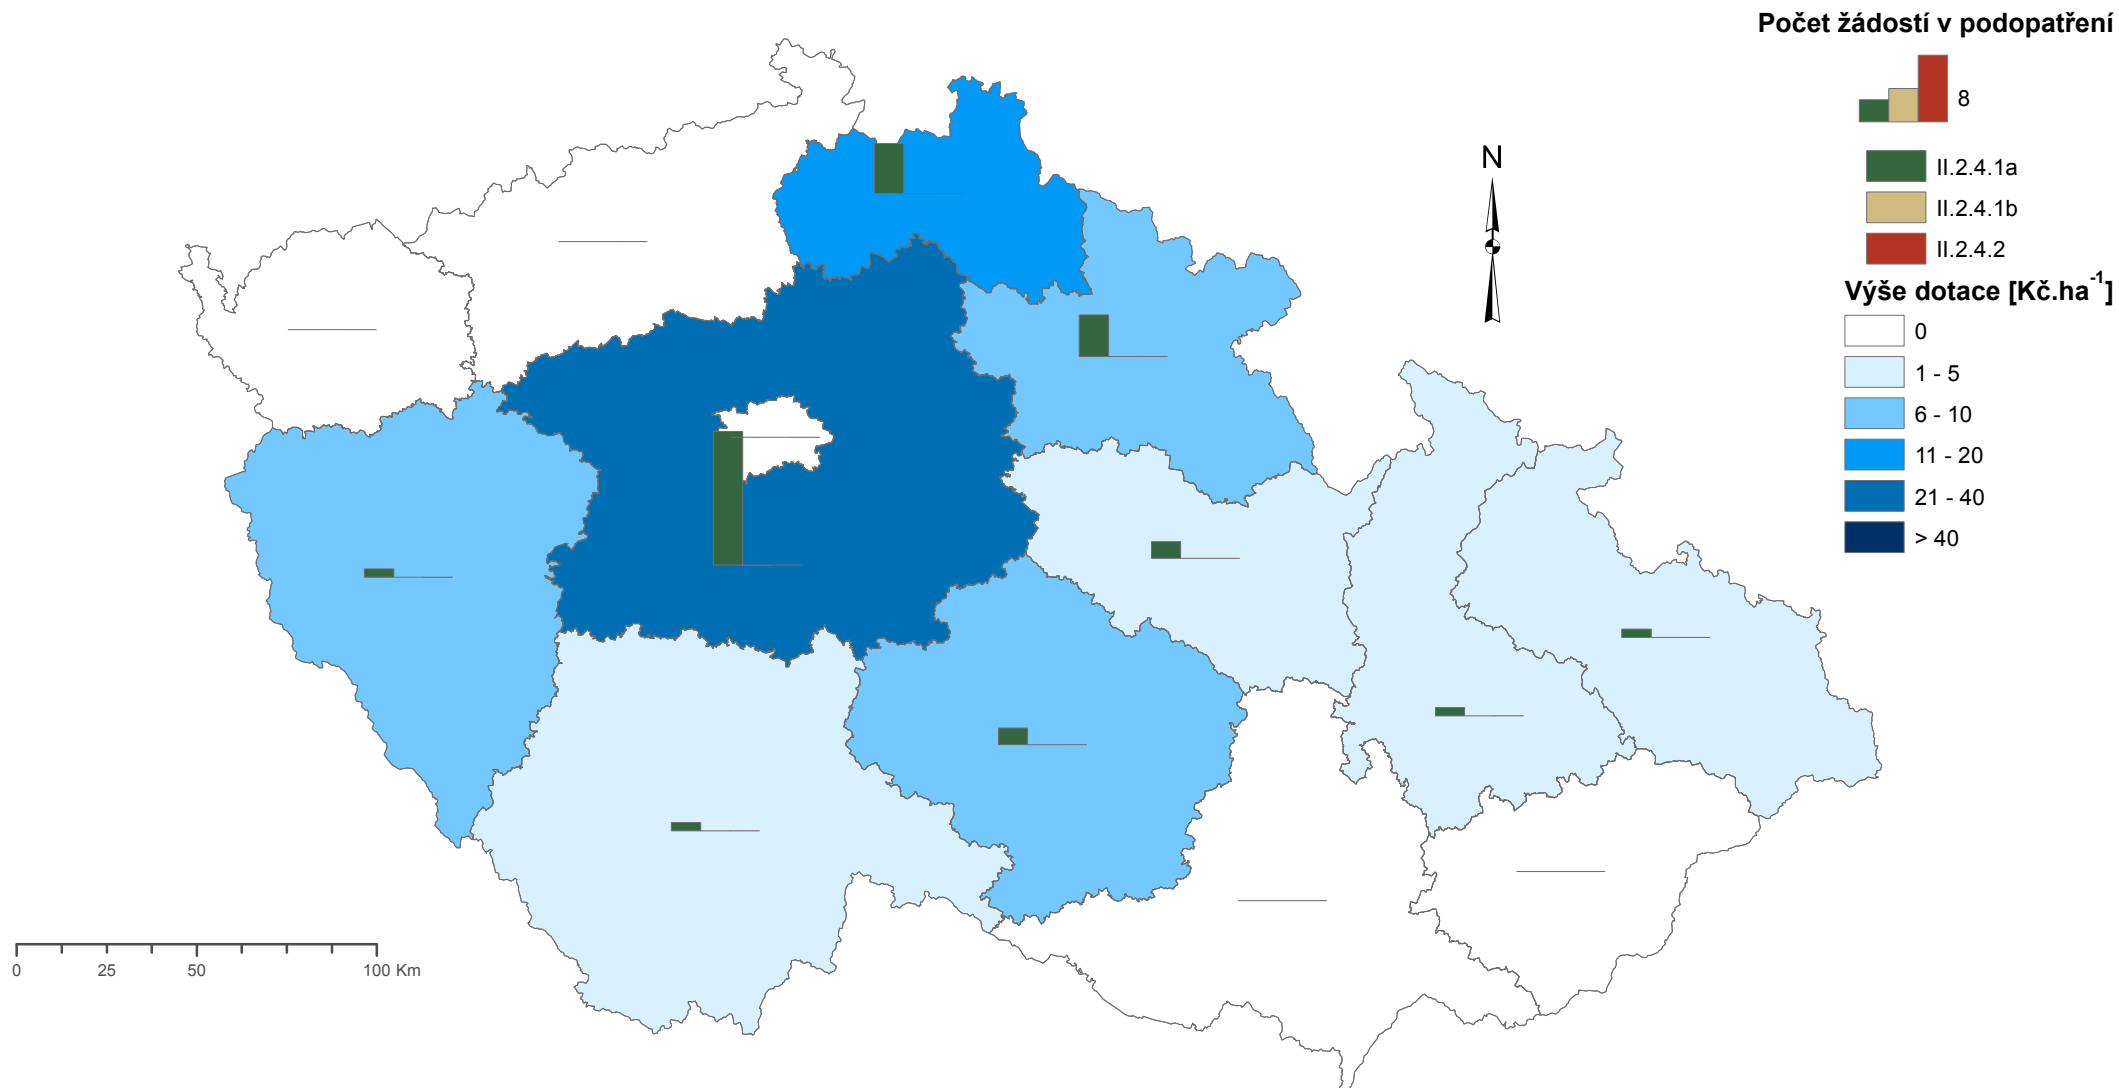 Počet žádostí v podopatření
8
II.2.4.1a
II.2.4.1b
II.2.4.2
Výše dotace [Kč.ha⁻¹]
0
1 - 5
6 - 10
11 - 20
21 - 40
> 40
N
0 25 50 100 Km